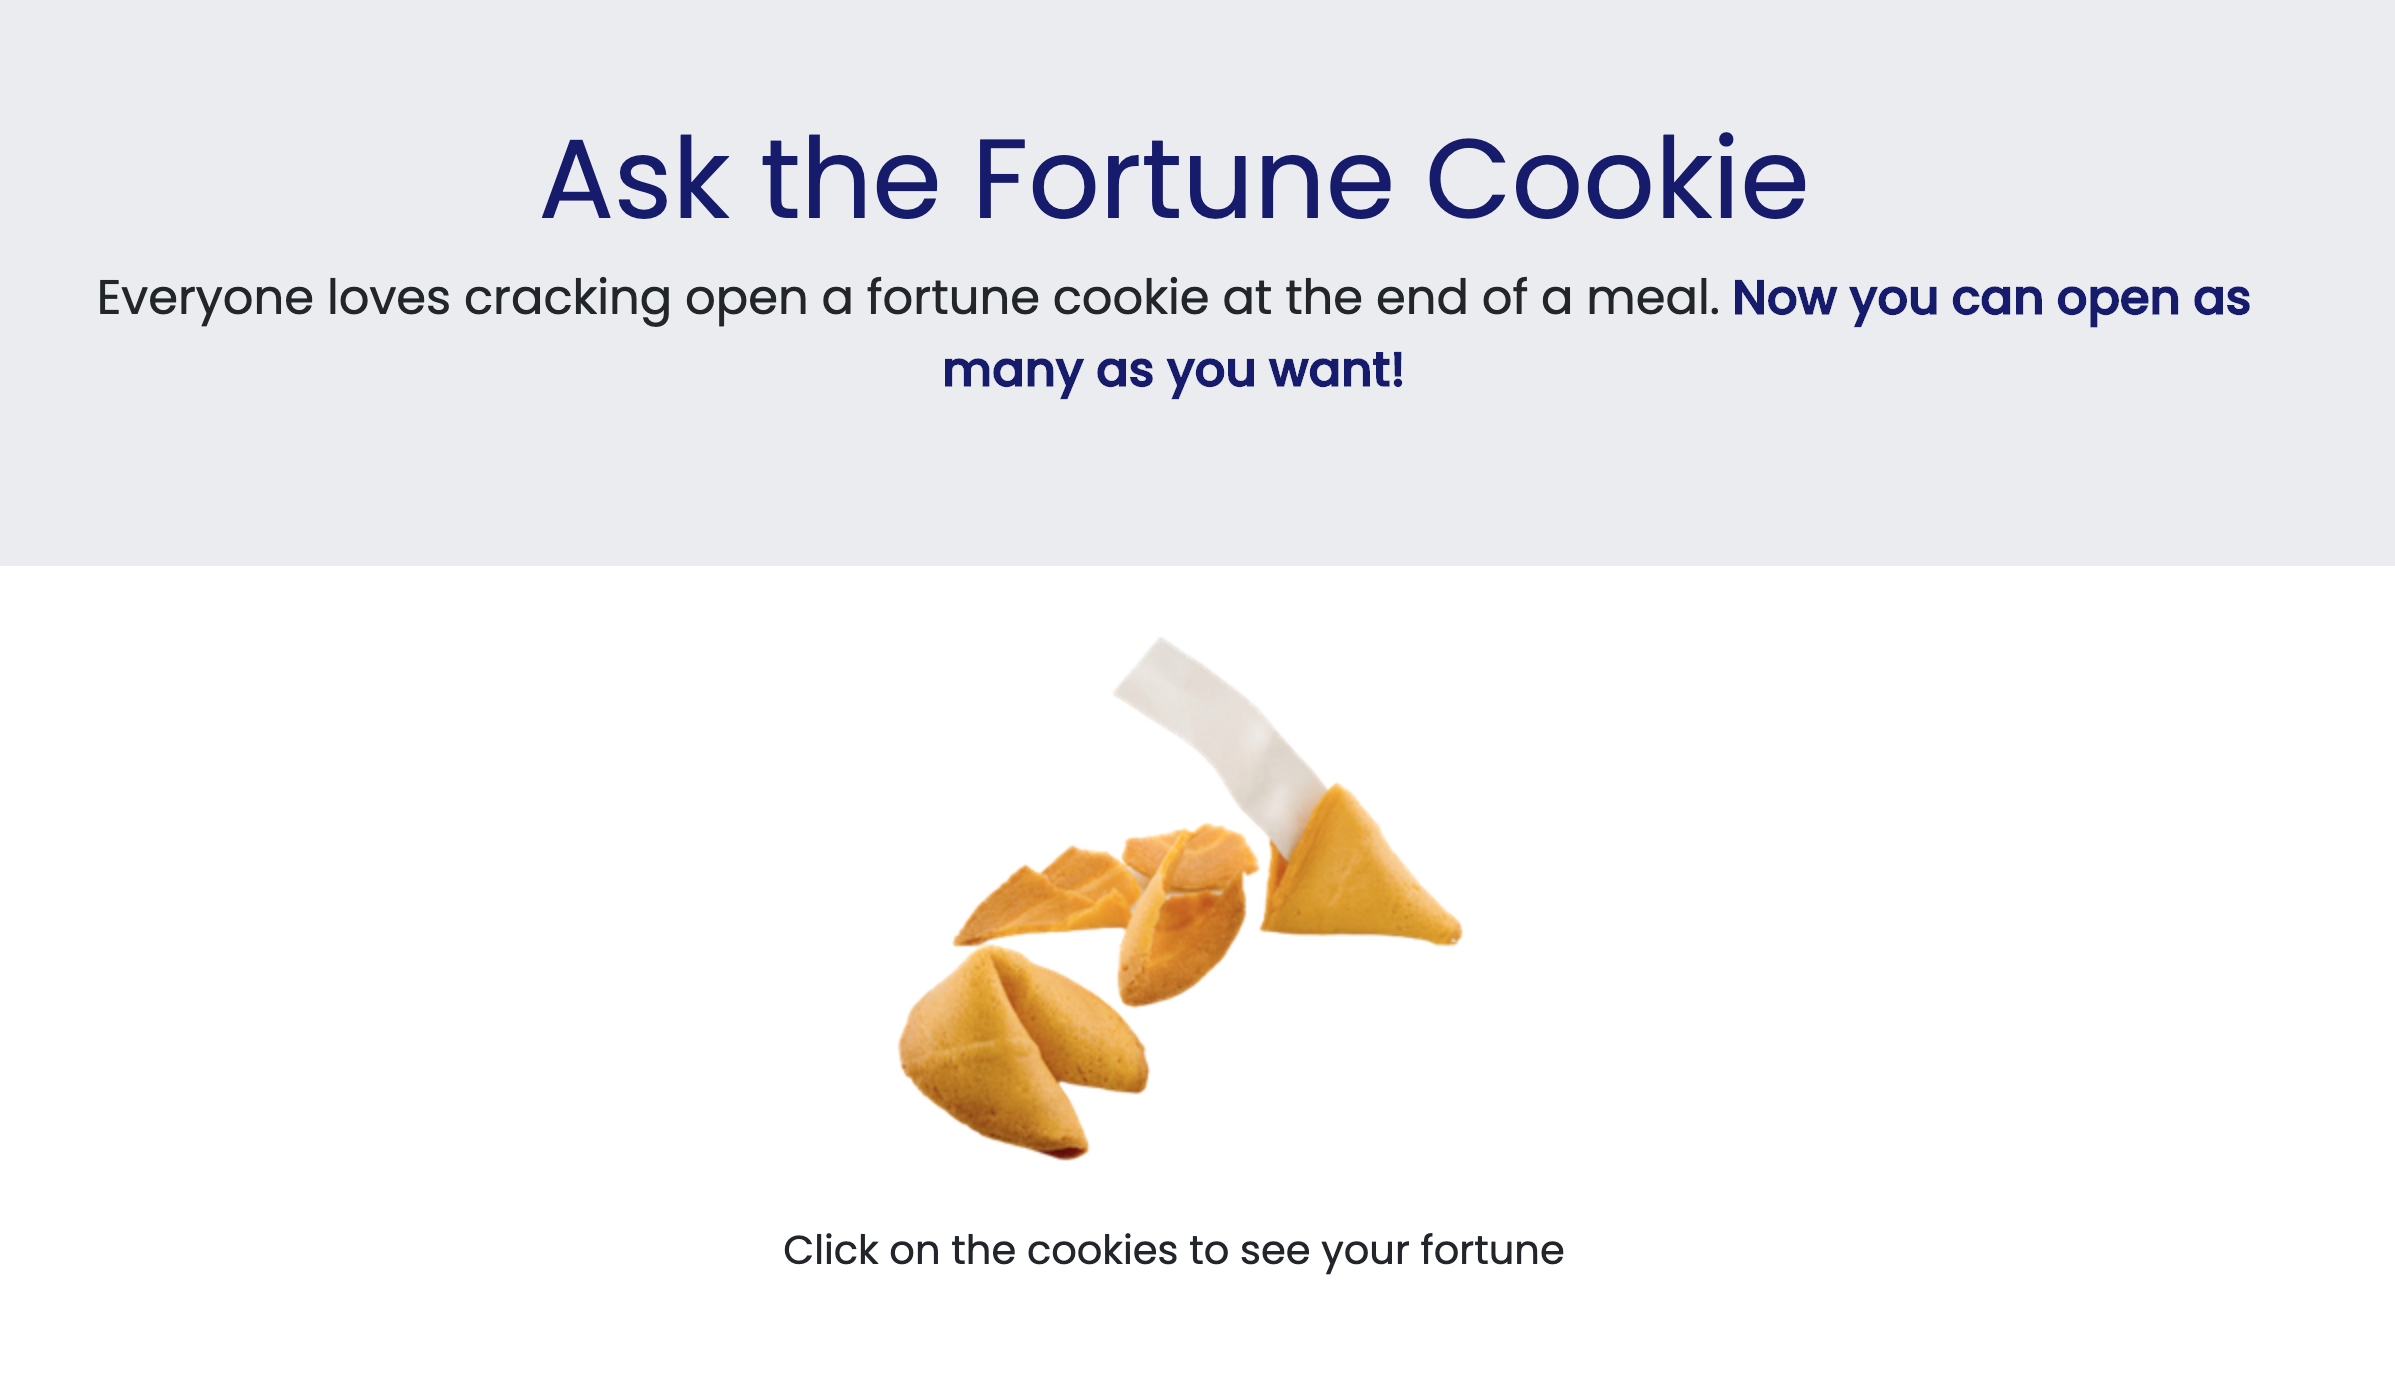 Ask the Fortune Cookie
Everyone loves cracking open a fortune cookie at the end of a meal. Now you can open as
many as you want!
Click on the cookies to see your fortune